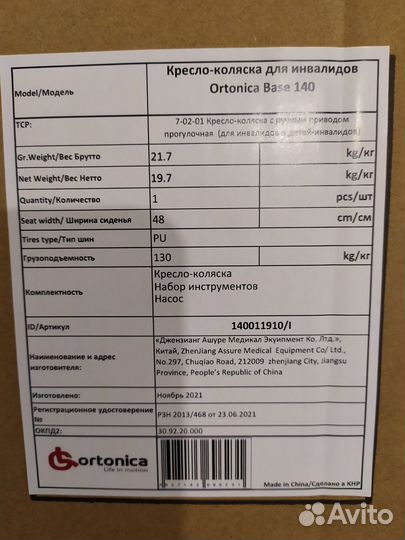 Model/Модель
Кресло-коляска для инвалидов
Ortonica Base 140
ТСР:
7-02-01 Кресло-коляска с ручным приводом
прогулочная (для инвалидов и детей-инвалидов)
Gr.Weight/Вес Брутто 21.7 kg/кг
Net Weight/Вес Нетто 19.7 kg/кг
Quantity/Количество 1 pcs/шт
Seat width/ Ширина сиденья 48 cm/см
Tires type/Тип шин PU
Грузоподъемность 130 kg/кг
Комплектность
Кресло-коляска
Набор инструментов
Насос
ID/Артикул 140011910/I
Наименование и адрес
изготовителя:
«Джензианг Ашуре Медикал Экуипмент Ко. Лтд.»,
Китай, ZhenJiang Assure Medical Equipment Co/ Ltd.,
No.297, Chuqiao Road, 212009 zhenjiang City, Jiangsu
Province, People's Republic of China
Изготовлено: Ноябрь 2021
Регистрационное удостоверение
№
РЗН 2013/468 от 23.06.2021
ОКПД2: 30.92.20.000
ortonica
Life in motion
Made in China/Сделано в КНР
Avito